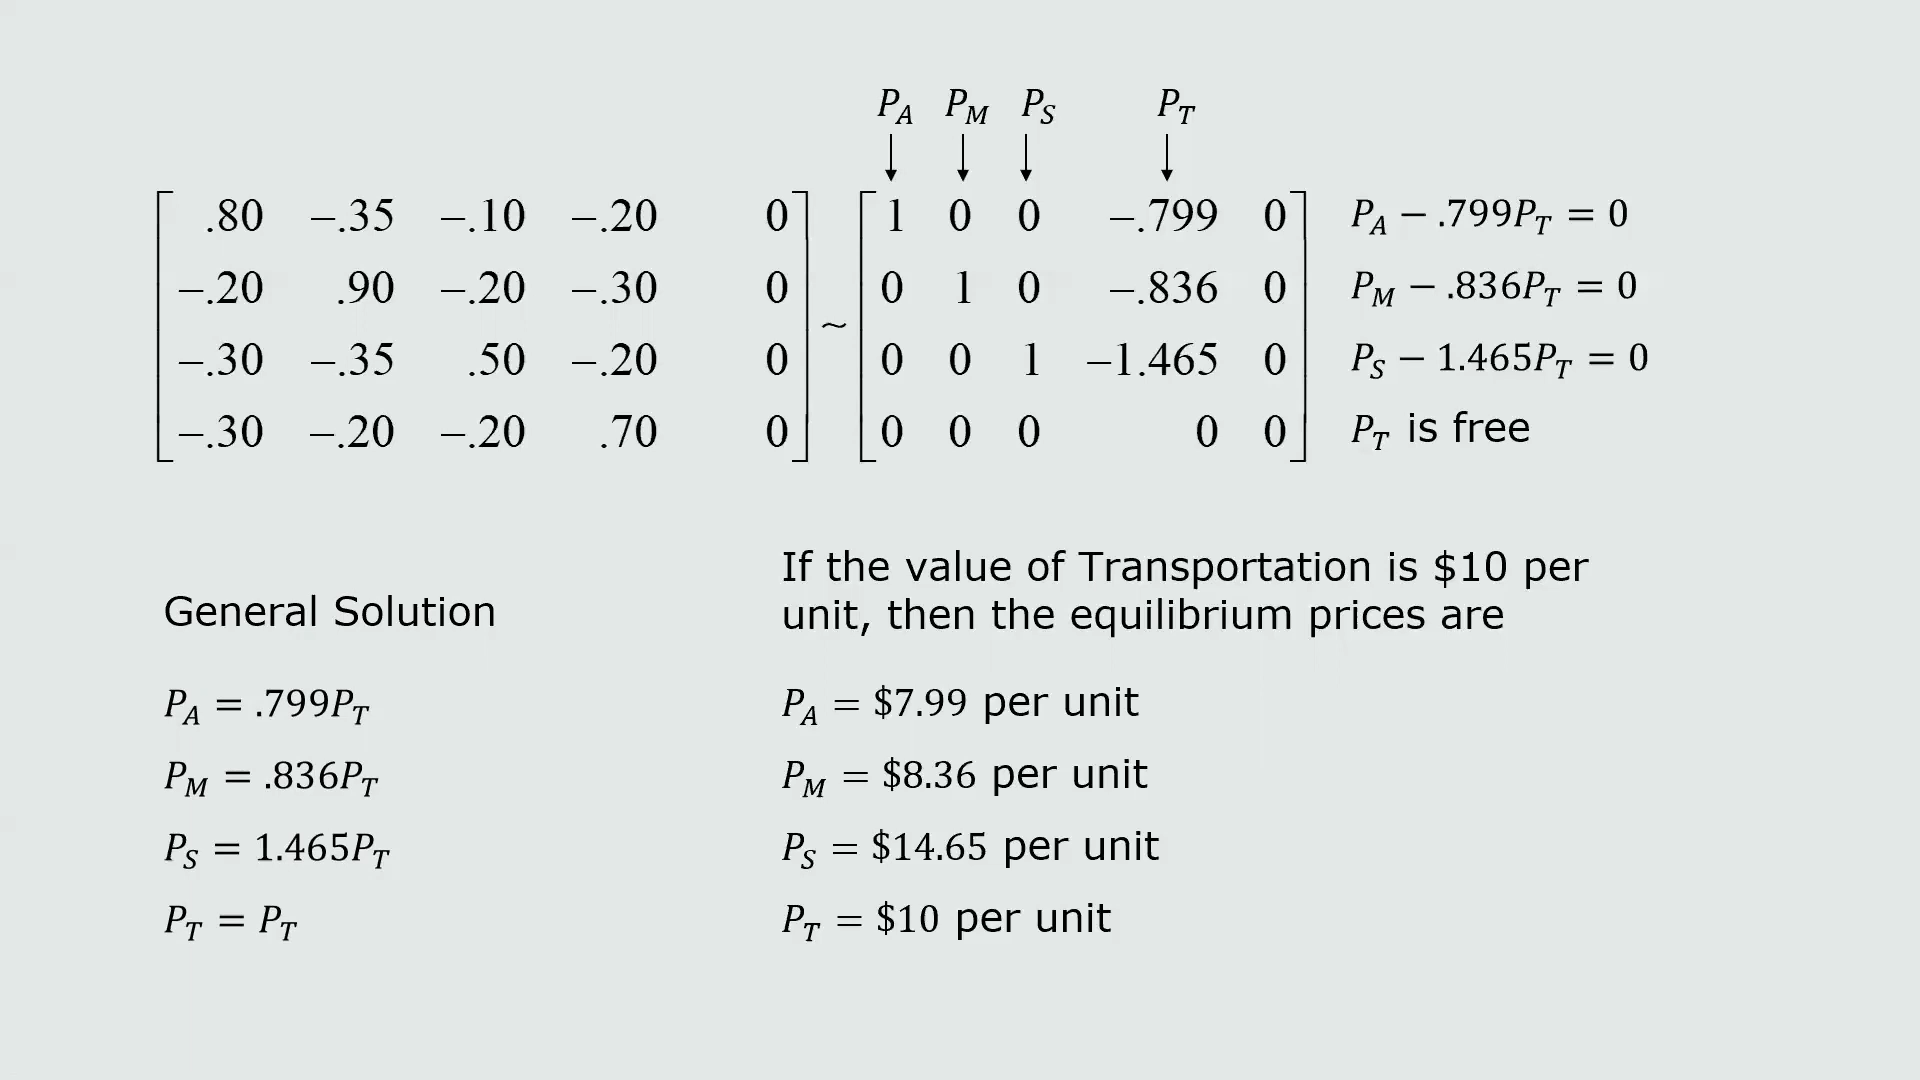 P_A P_M P_S P_T
.80 –.35 –.10 –.20 0 1 0 0 –.799 0 P_A − .799P_T = 0
–.20 .90 –.20 –.30 0 0 1 0 –.836 0 P_M − .836P_T = 0
~
–.30 –.35 .50 –.20 0 0 0 1 –1.465 0 P_S − 1.465P_T = 0
–.30 –.20 –.20 .70 0 0 0 0 0 0 P_T is free
General Solution
P_A = .799P_T
P_M = .836P_T
P_S = 1.465P_T
P_T = P_T
If the value of Transportation is $10 per
unit, then the equilibrium prices are
P_A = $7.99 per unit
P_M = $8.36 per unit
P_S = $14.65 per unit
P_T = $10 per unit